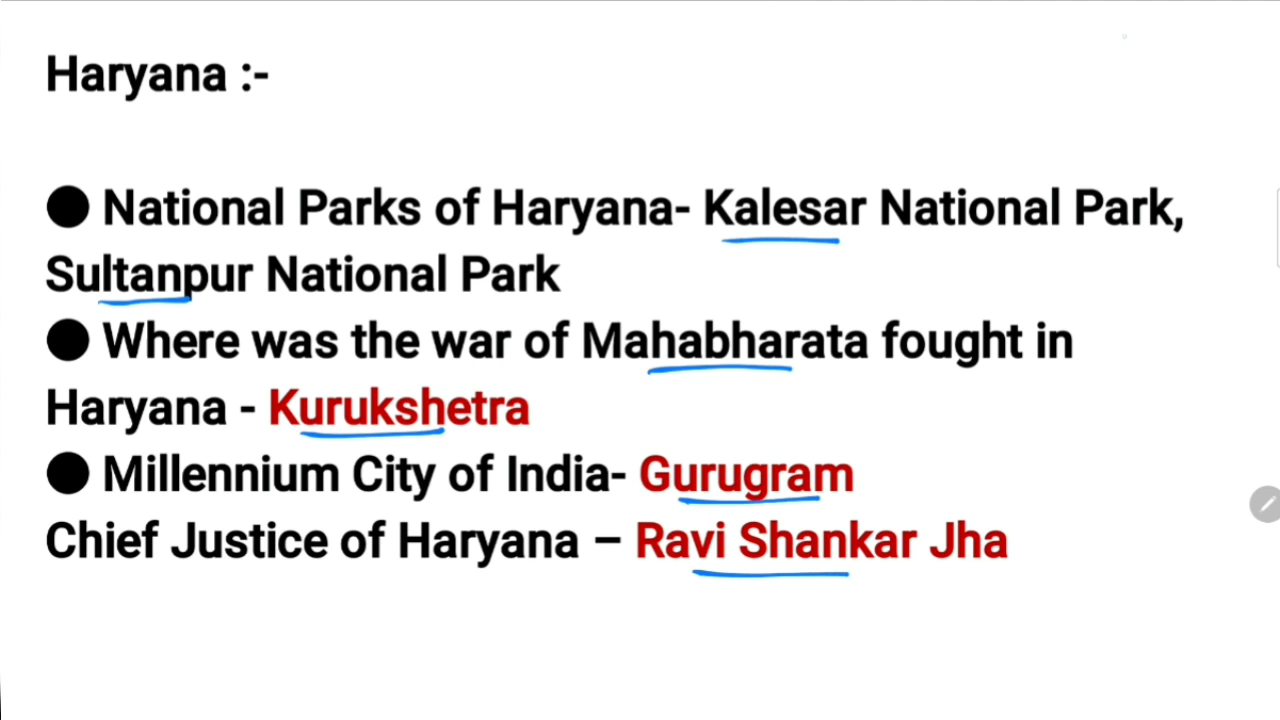 Haryana :-
● National Parks of Haryana- Kalesar National Park,
Sultanpur National Park
● Where was the war of Mahabharata fought in
Haryana - Kurukshetra
● Millennium City of India- Gurugram
Chief Justice of Haryana – Ravi Shankar Jha